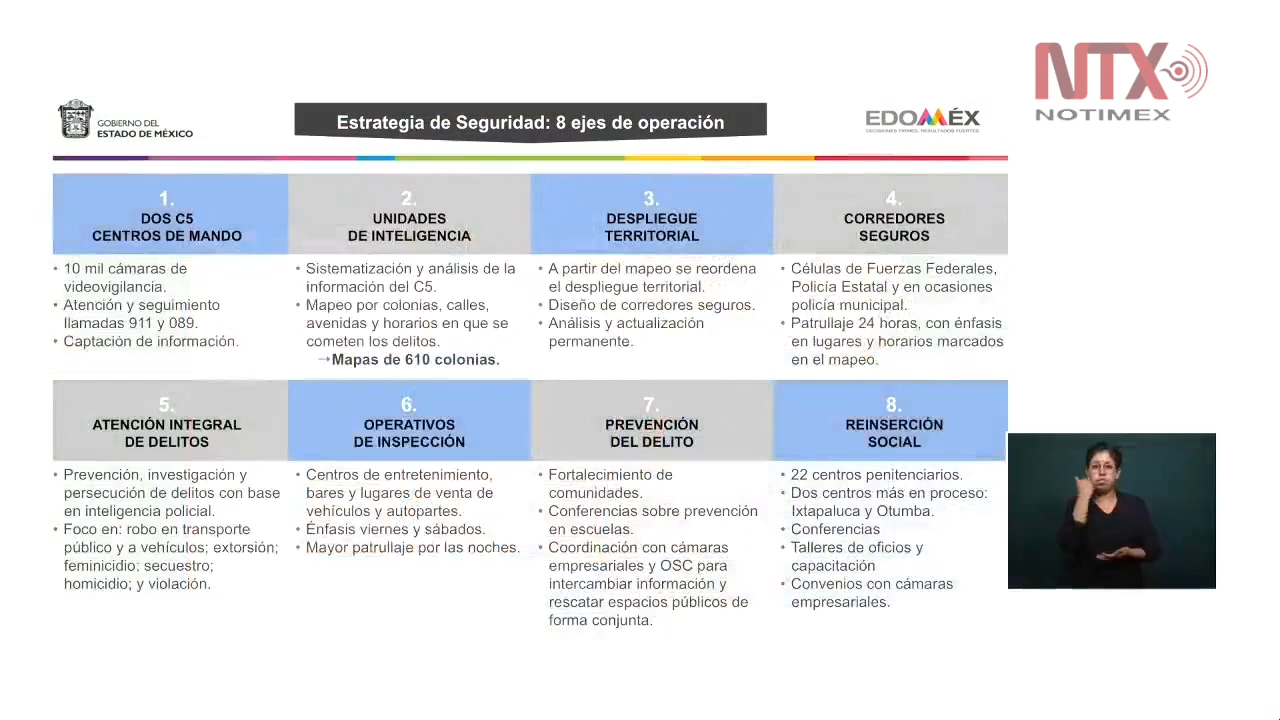 NTX
NOTIMEX
GOBIERNO DEL
ESTADO DE MÉXICO
Estrategia de Seguridad: 8 ejes de operación
EDOMÉX
DECISIONES FIRMES, RESULTADOS FUERTES.
1.
DOS C5
CENTROS DE MANDO
• 10 mil cámaras de
videovigilancia.
• Atención y seguimiento
llamadas 911 y 089.
• Captación de información.
2.
UNIDADES
DE INTELIGENCIA
• Sistematización y análisis de la
información del C5.
• Mapeo por colonias, calles,
avenidas y horarios en que se
cometen los delitos.
→Mapas de 610 colonias.
3.
DESPLIEGUE
TERRITORIAL
• A partir del mapeo se reordena
el despliegue territorial.
• Diseño de corredores seguros.
• Análisis y actualización
permanente.
4.
CORREDORES
SEGUROS
• Células de Fuerzas Federales,
Policía Estatal y en ocasiones
policía municipal.
• Patrullaje 24 horas, con énfasis
en lugares y horarios marcados
en el mapeo.
5.
ATENCIÓN INTEGRAL
DE DELITOS
• Prevención, investigación y
persecución de delitos con base
en inteligencia policial.
• Foco en: robo en transporte
público y a vehículos; extorsión;
feminicidio; secuestro;
homicidio; y violación.
6.
OPERATIVOS
DE INSPECCIÓN
• Centros de entretenimiento,
bares y lugares de venta de
vehículos y autopartes.
• Énfasis viernes y sábados.
• Mayor patrullaje por las noches.
7.
PREVENCIÓN
DEL DELITO
• Fortalecimiento de
comunidades.
• Conferencias sobre prevención
en escuelas.
• Coordinación con cámaras
empresariales y OSC para
intercambiar información y
rescatar espacios públicos de
forma conjunta.
8.
REINSERCIÓN
SOCIAL
• 22 centros penitenciarios.
• Dos centros más en proceso:
Ixtapaluca y Otumba.
• Conferencias
• Talleres de oficios y
capacitación
• Convenios con cámaras
empresariales.